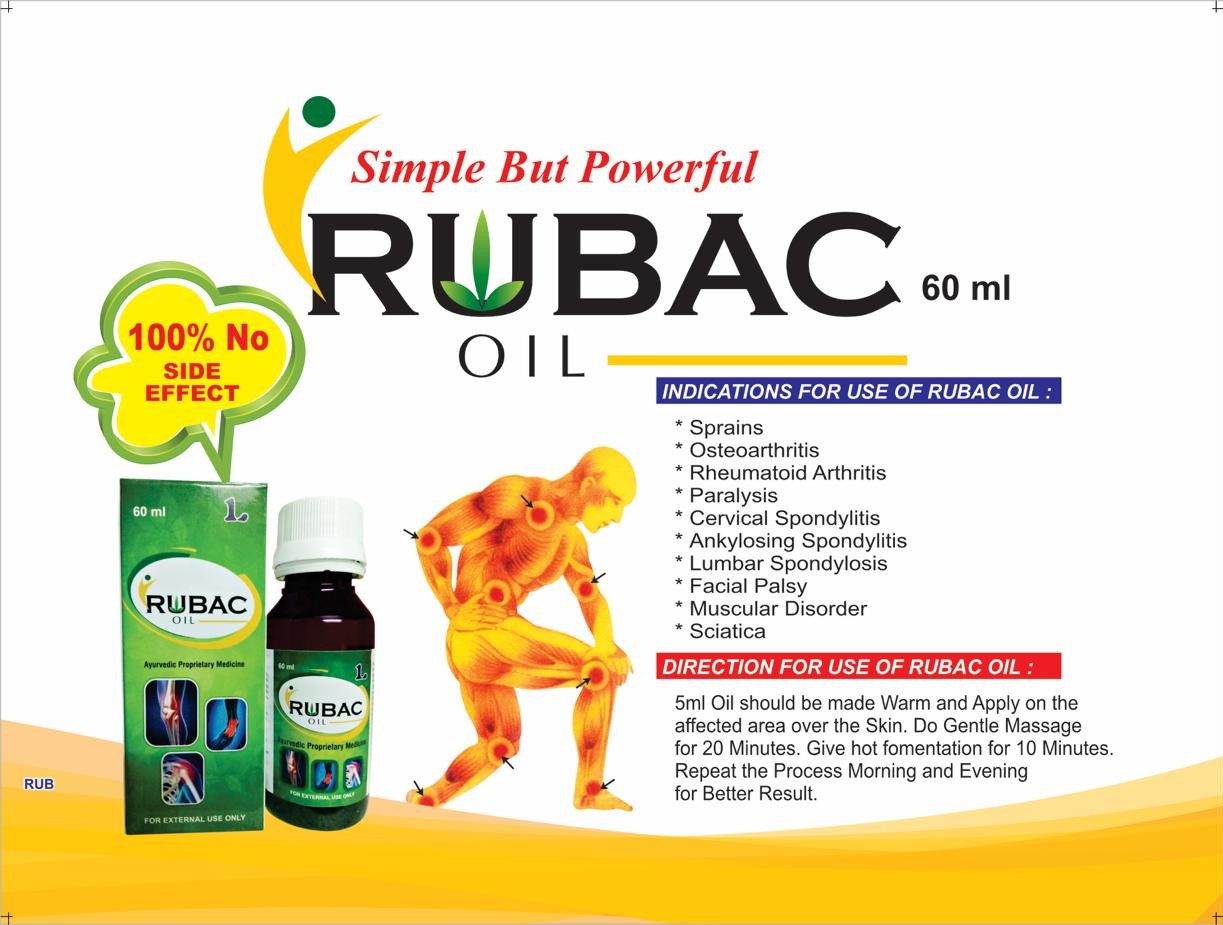 Simple But Powerful
RUBAC
60 ml
OIL
100% No
SIDE
EFFECT
INDICATIONS FOR USE OF RUBAC OIL :
* Sprains
* Osteoarthritis
* Rheumatoid Arthritis
* Paralysis
* Cervical Spondylitis
* Ankylosing Spondylitis
* Lumbar Spondylosis
* Facial Palsy
* Muscular Disorder
* Sciatica
DIRECTION FOR USE OF RUBAC OIL :
5ml Oil should be made Warm and Apply on the
affected area over the Skin. Do Gentle Massage
for 20 Minutes. Give hot fomentation for 10 Minutes.
Repeat the Process Morning and Evening
for Better Result.
60 ml
L
RUBAC
OIL
Ayurvedic Proprietary Medicine
FOR EXTERNAL USE ONLY
60 ml
L
RUBAC
OIL
Ayurvedic Proprietary Medicine
FOR EXTERNAL USE ONLY
RUB